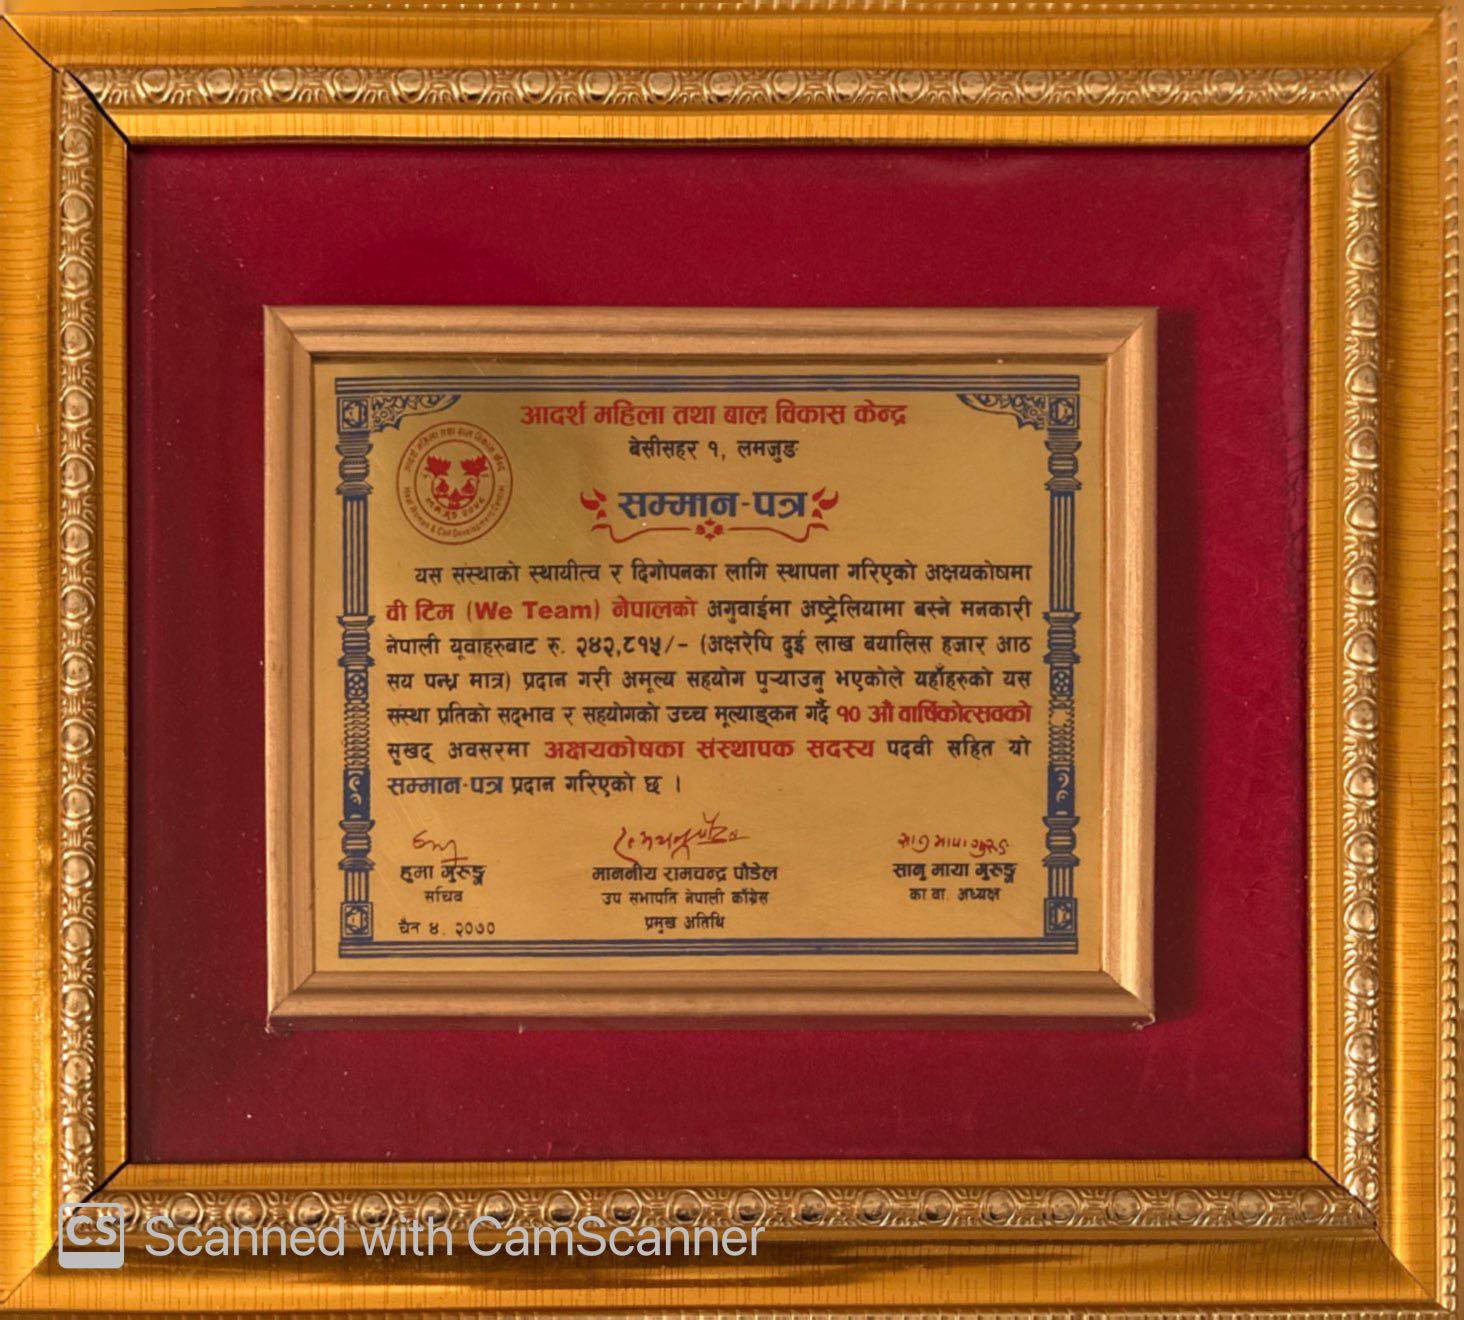 आदर्श महिला तथा बाल विकास केन्द्र
बेसीसहर १, लमजुङ
सम्मान-पत्र
यस संस्थाको स्थायीत्व र दिगोपनका लागि स्थापना गरिएको अक्षयकोषमा
वी टिम (We Team) नेपालको अगुवाईमा अष्ट्रेलियामा बस्ने मनकारी
नेपाली यूवाहरुबाट रु. २४२,८१५/- (अक्षरेपि दुई लाख बयालिस हजार आठ
सय पन्ध्र मात्र) प्रदान गरी अमूल्य सहयोग पुऱ्याउनु भएकोले यहाँहरुको यस
संस्था प्रतिको सद्भाव र सहयोगको उच्च मूल्याङ्कन गर्दै १० औ वार्षिकोत्सवको
सुखद् अवसरमा अक्षयकोषका संस्थापक सदस्य पदवी सहित यो
सम्मान-पत्र प्रदान गरिएको छ ।
हुमा गुरुङ्ग
सचिव
चैत ४, २०७०
माननीय रामचन्द्र पौडेल
उप सभापति नेपाली काँग्रेस
प्रमुख अतिथि
सानु माया गुरुङ
सानु माया गुरुङ्ग
का वा. अध्यक्ष
CS Scanned with CamScanner